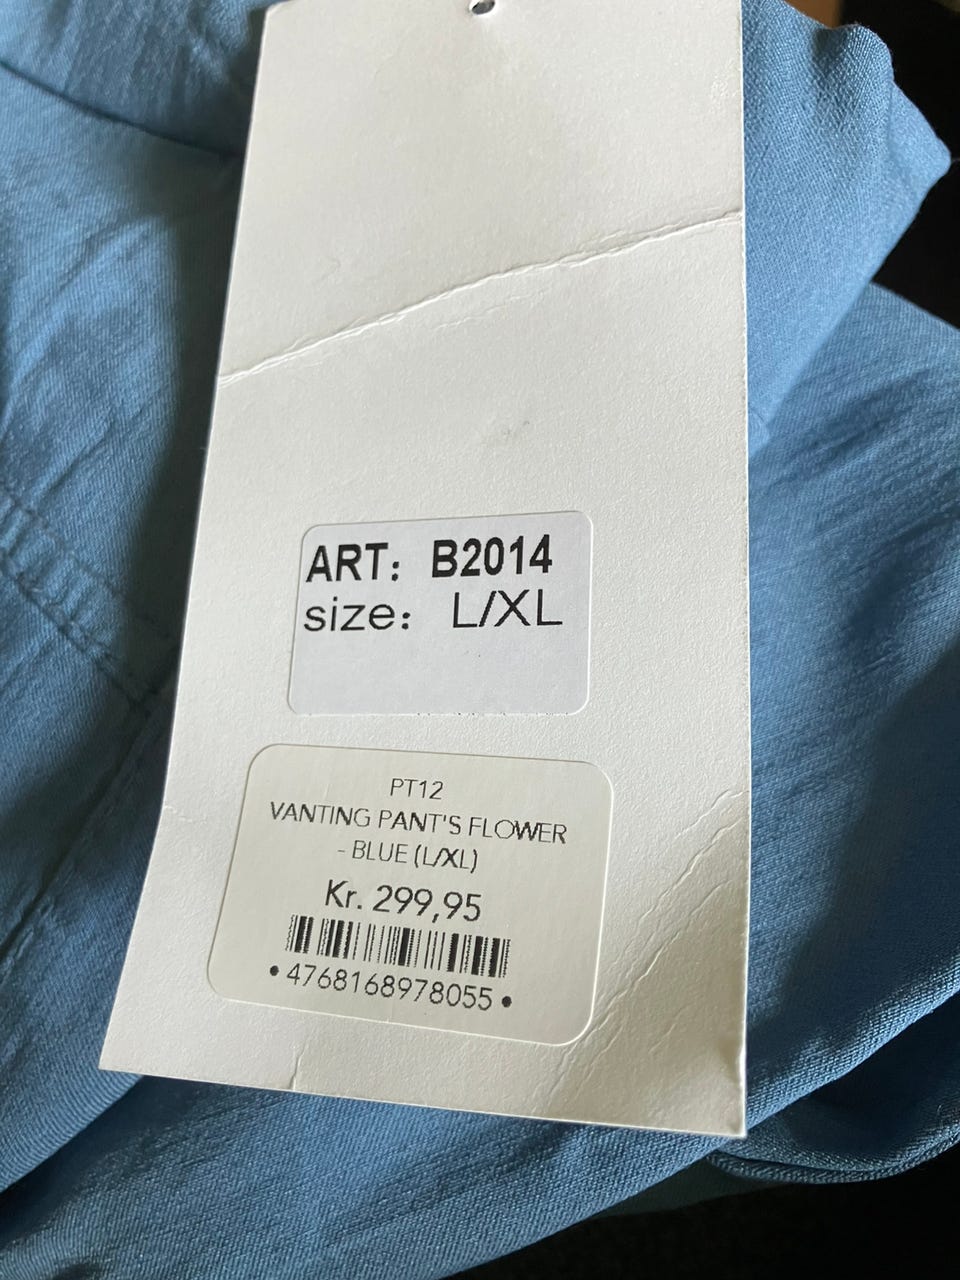 ART: B2014
size: L/XL
PT12
VANTING PANT'S FLOWER
- BLUE (L/XL)
Kr. 299,95
• 4768168978055 •